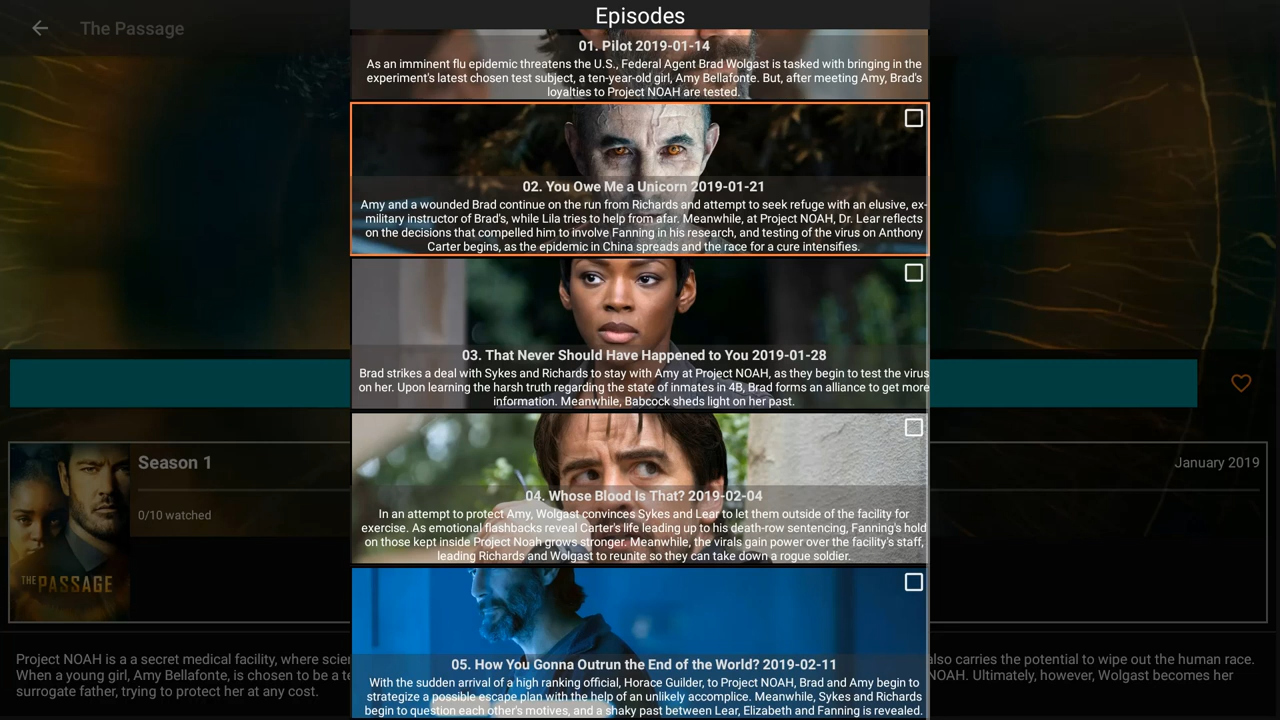 Episodes
The Passage
01. Pilot 2019-01-14
As an imminent flu epidemic threatens the U.S., Federal Agent Brad Wolgast is tasked with bringing in the
experiment's latest chosen test subject, a ten-year-old girl, Amy Bellafonte. But, after meeting Amy, Brad's
loyalties to Project NOAH are tested.
02. You Owe Me a Unicorn 2019-01-21
Amy and a wounded Brad continue on the run from Richards and attempt to seek refuge with an elusive, ex-
military instructor of Brad's, while Lila tries to help from afar. Meanwhile, at Project NOAH, Dr. Lear reflects
on the decisions that compelled him to involve Fanning in his research, and testing of the virus on Anthony
Carter begins, as the epidemic in China spreads and the race for a cure intensifies.
03. That Never Should Have Happened to You 2019-01-28
Brad strikes a deal with Sykes and Richards to stay with Amy at Project NOAH, as they begin to test the virus
on her. Upon learning the harsh truth regarding the state of inmates in 4B, Brad forms an alliance to get more
information. Meanwhile, Babcock sheds light on her past.
04. Whose Blood Is That? 2019-02-04
In an attempt to protect Amy, Wolgast convinces Sykes and Lear to let them outside of the facility for
exercise. As emotional flashbacks reveal Carter's life leading up to his death-row sentencing, Fanning's hold
on those kept inside Project Noah grows stronger. Meanwhile, the virals gain power over the facility's staff,
leading Richards and Wolgast to reunite so they can take down a rogue soldier.
05. How You Gonna Outrun the End of the World? 2019-02-11
With the sudden arrival of a high ranking official, Horace Guilder, to Project NOAH, Brad and Amy begin to
strategize a possible escape plan with the help of an unlikely accomplice. Meanwhile, Sykes and Richards
begin to question each other's motives, and a shaky past between Lear, Elizabeth and Fanning is revealed.
Season 1
January 2019
0/10 watched
THE PASSAGE
Project NOAH is a a secret medical facility, where scie
also carries the potential to wipe out the human race.
When a young girl, Amy Bellafonte, is chosen to be a te
NOAH. Ultimately, however, Wolgast becomes her
surrogate father, trying to protect her at any cost.